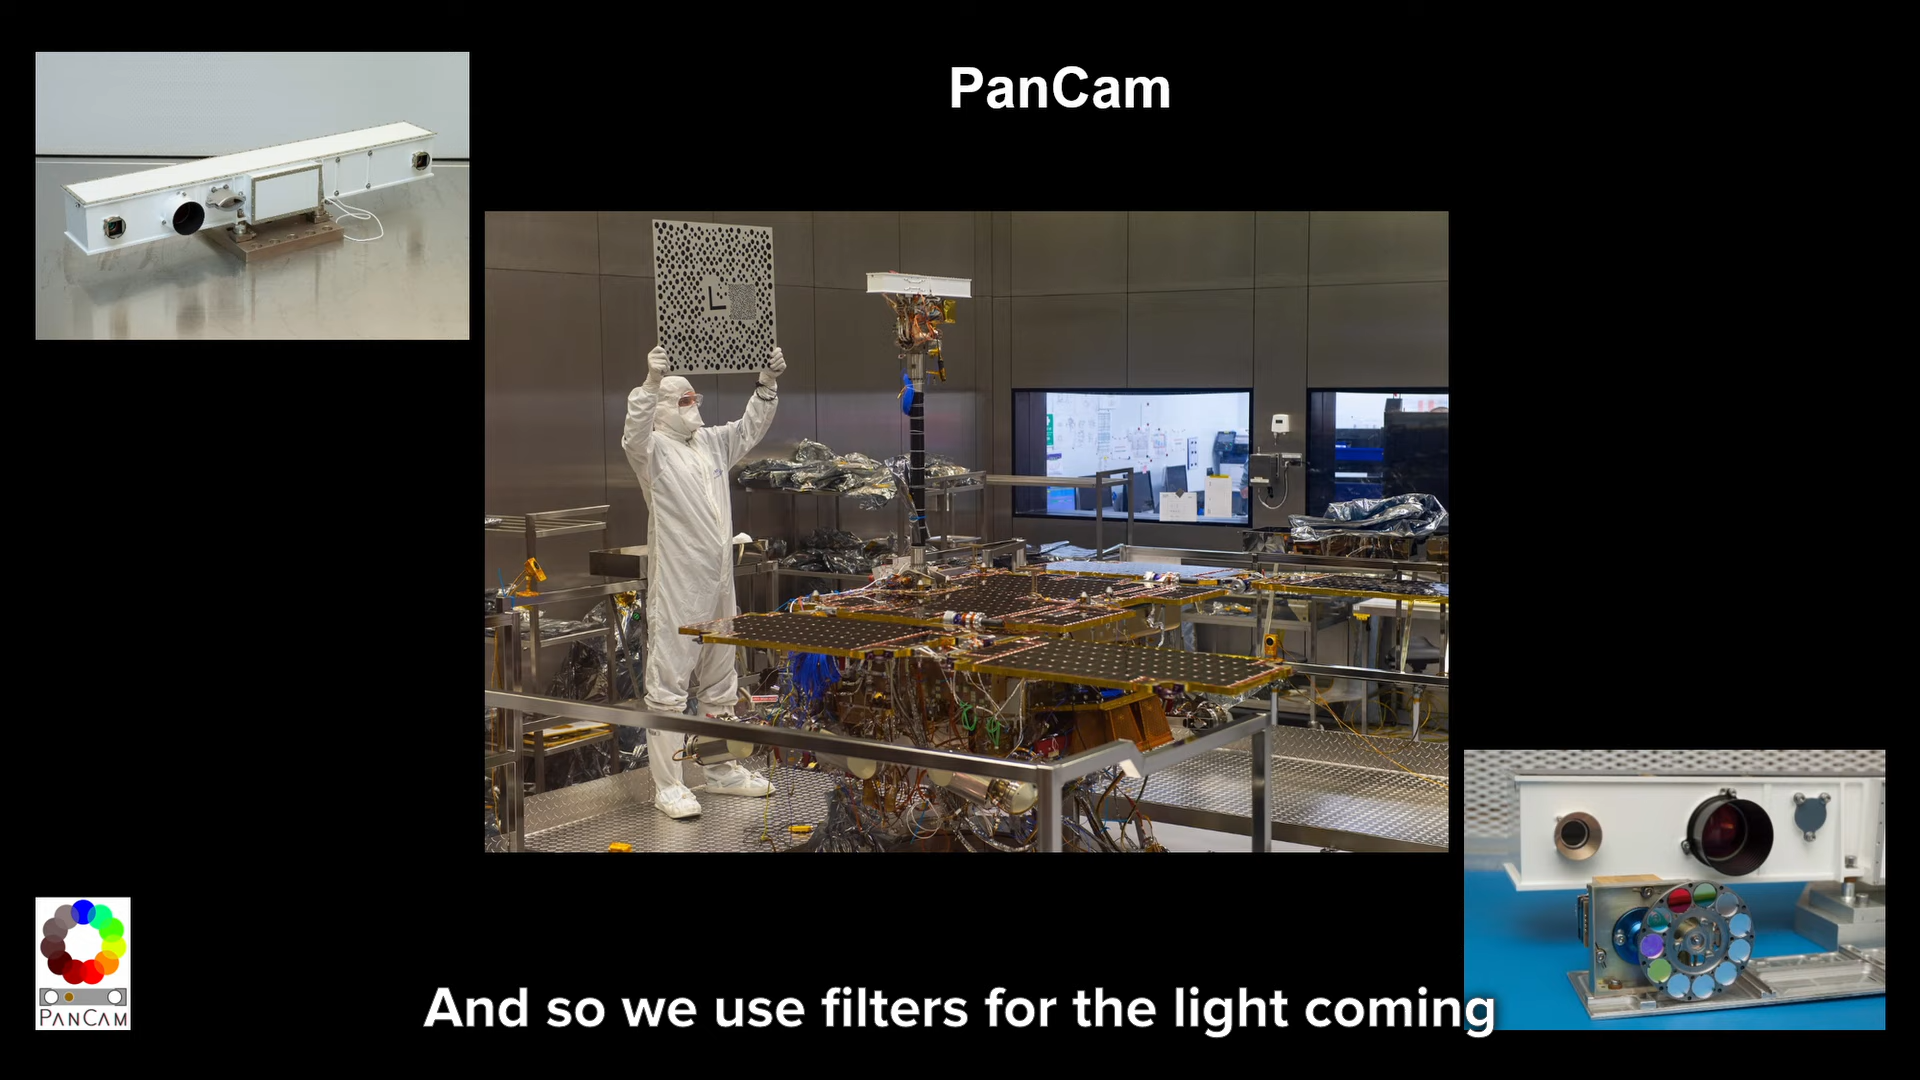 PanCam
PANCAM
And so we use filters for the light coming